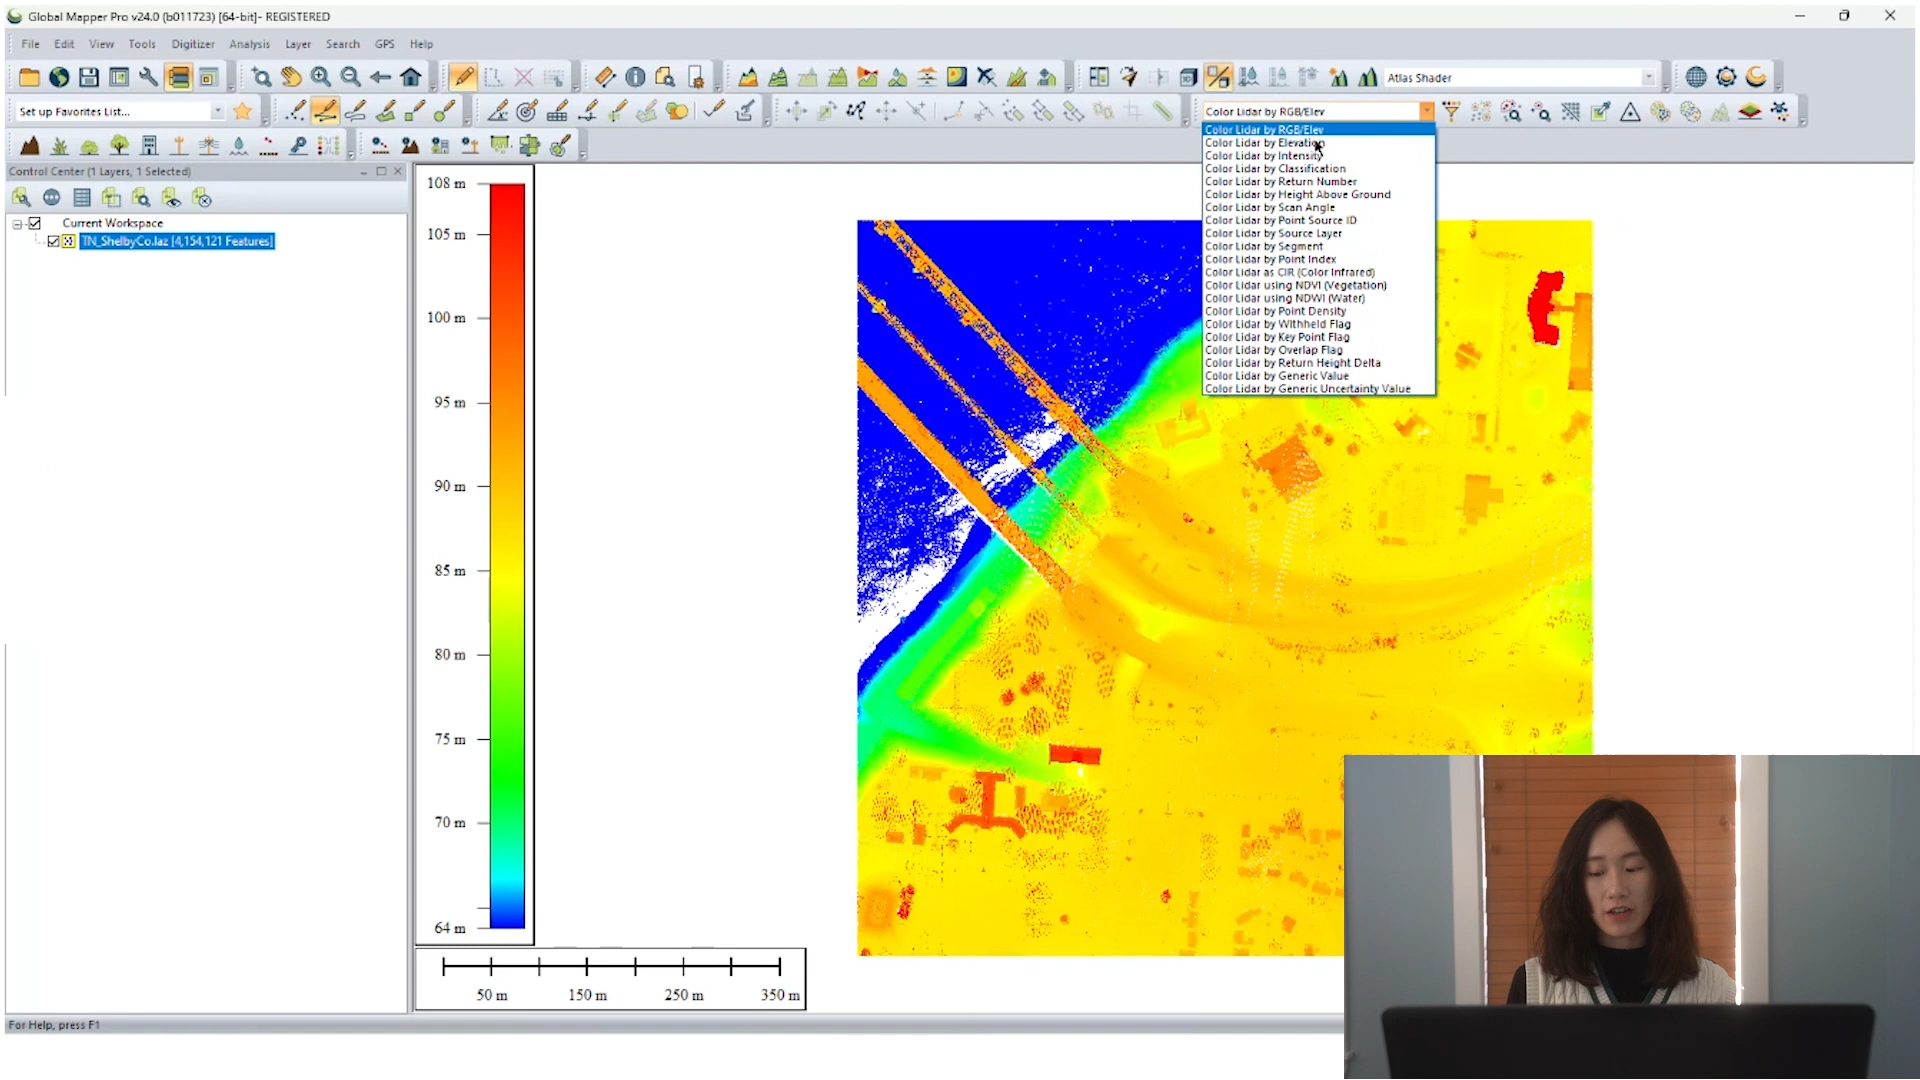 Global Mapper Pro v24.0 (b011723) [64-bit]- REGISTERED
File Edit View Tools Digitizer Analysis Layer Search GPS Help
Atlas Shader
Set up Favorites List...
Color Lidar by RGB/Elev
Color Lidar by RGB/Elev
Color Lidar by Elevation
Color Lidar by Intensity
Color Lidar by Classification
Color Lidar by Return Number
Color Lidar by Height Above Ground
Color Lidar by Scan Angle
Color Lidar by Point Source ID
Color Lidar by Source Layer
Color Lidar by Segment
Color Lidar by Point Index
Color Lidar as CIR (Color Infrared)
Color Lidar using NDVI (Vegetation)
Color Lidar using NDWI (Water)
Color Lidar by Point Density
Color Lidar by Withheld Flag
Color Lidar by Key Point Flag
Color Lidar by Overlap Flag
Color Lidar by Return Height Delta
Color Lidar by Generic Value
Color Lidar by Generic Uncertainty Value
Control Center (1 Layers, 1 Selected)
Current Workspace
TN_ShelbyCo.laz [4,154,121 Features]
108 m
105 m
100 m
95 m
90 m
85 m
80 m
75 m
70 m
64 m
50 m 150 m 250 m 350 m
For Help, press F1